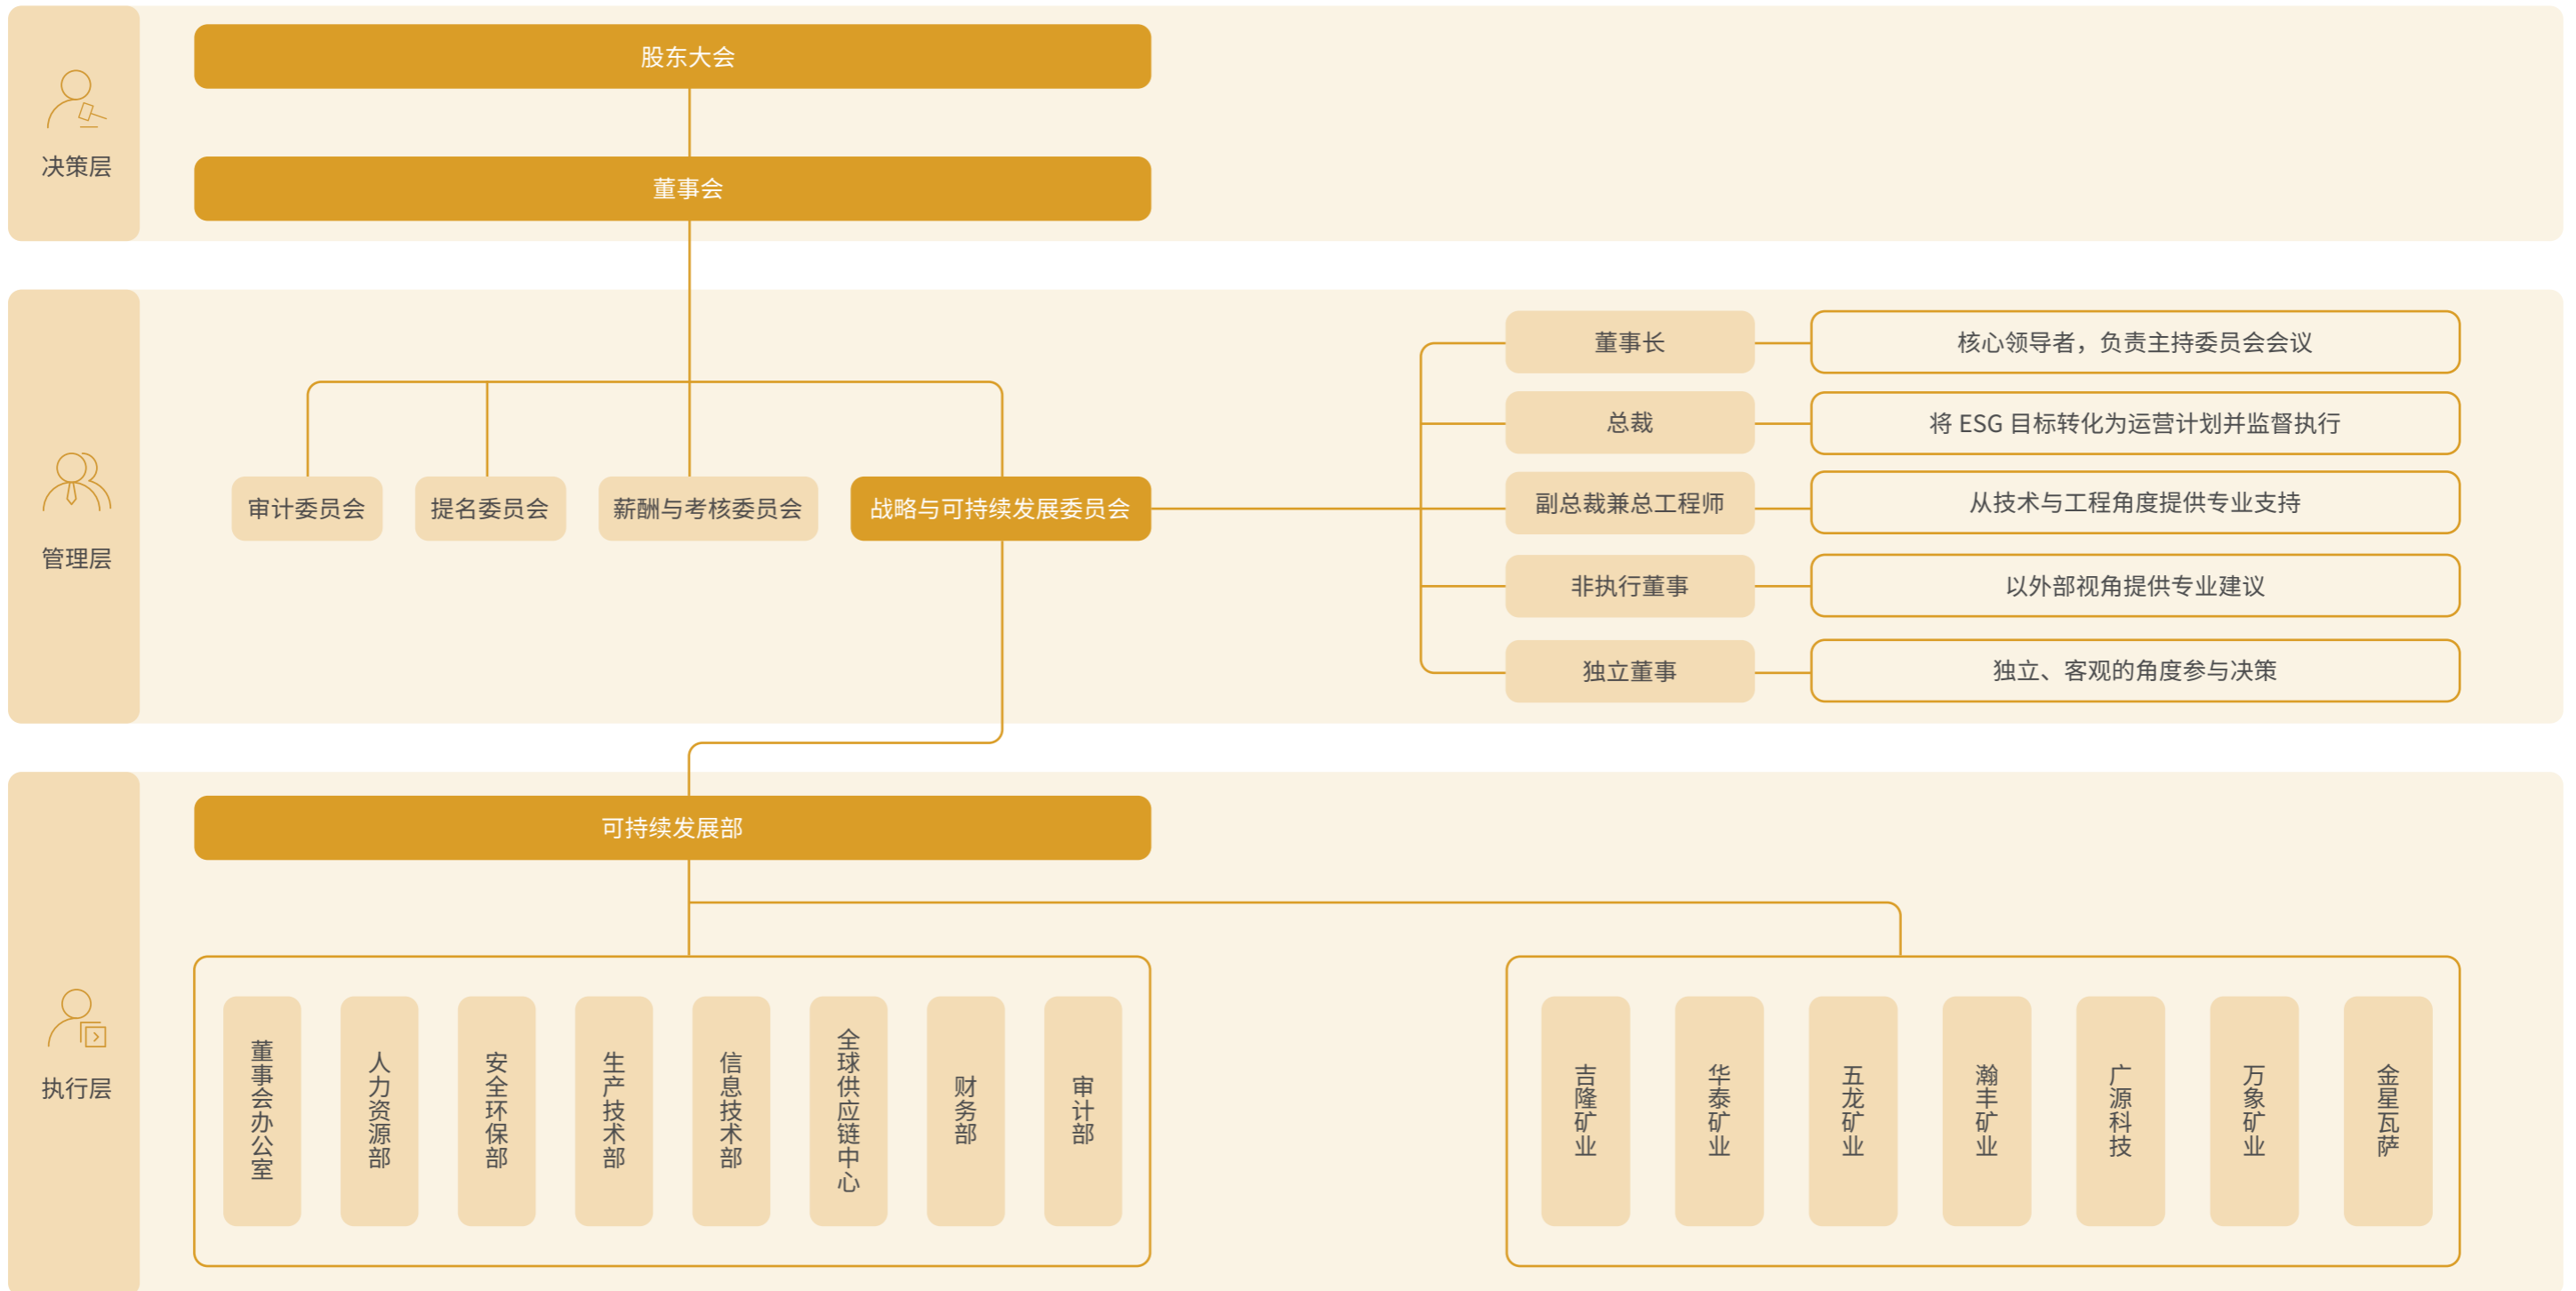 决策层
股东大会
董事会
管理层
审计委员会
提名委员会
薪酬与考核委员会
战略与可持续发展委员会
董事长
核心领导者，负责主持委员会会议
总裁
将 ESG 目标转化为运营计划并监督执行
副总裁兼总工程师
从技术与工程角度提供专业支持
非执行董事
以外部视角提供专业建议
独立董事
独立、客观的角度参与决策
执行层
可持续发展部
董事会办公室
人力资源部
安全环保部
生产技术部
信息技术部
全球供应链中心
财务部
审计部
吉隆矿业
华泰矿业
五龙矿业
瀚丰矿业
广源科技
万象矿业
金星瓦萨